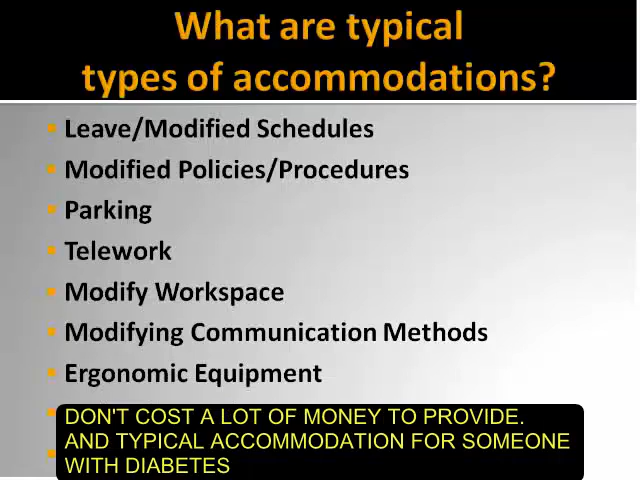 What are typical
types of accommodations?
Leave/Modified Schedules
Modified Policies/Procedures
Parking
Telework
Modify Workspace
Modifying Communication Methods
Ergonomic Equipment
DON'T COST A LOT OF MONEY TO PROVIDE.
AND TYPICAL ACCOMMODATION FOR SOMEONE
WITH DIABETES